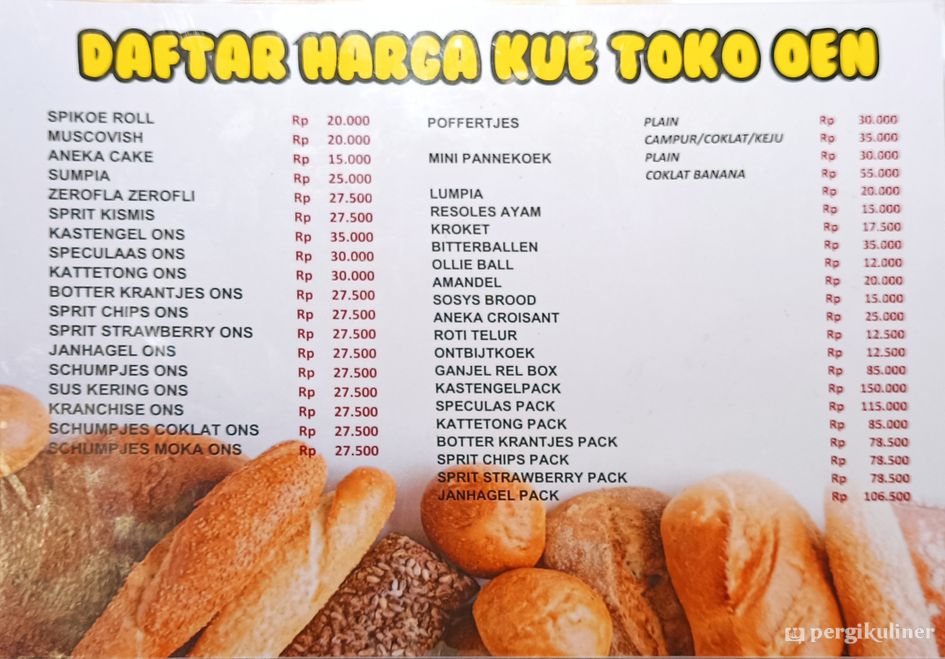 DAFTAR HARGA KUE TOKO OEN
SPIKOE ROLL Rp 20.000
MUSCOVISH Rp 20.000
ANEKA CAKE Rp 15.000
SUMPIA Rp 25.000
ZEROFLA ZEROFLI Rp 27.500
SPRIT KISMIS Rp 27.500
KASTENGEL ONS Rp 35.000
SPECULAAS ONS Rp 30.000
KATTETONG ONS Rp 30.000
BOTTER KRANTJES ONS Rp 27.500
SPRIT CHIPS ONS Rp 27.500
SPRIT STRAWBERRY ONS Rp 27.500
JANHAGEL ONS Rp 27.500
SCHUMPJES ONS Rp 27.500
SUS KERING ONS Rp 27.500
KRANCHISE ONS Rp 27.500
SCHUMPJES COKLAT ONS Rp 27.500
SCHUMPJES MOKA ONS Rp 27.500
POFFERTJES PLAIN Rp 30.000
CAMPUR/COKLAT/KEJU Rp 35.000
MINI PANNEKOEK PLAIN Rp 30.000
COKLAT BANANA Rp 55.000
LUMPIA Rp 20.000
RESOLES AYAM Rp 15.000
KROKET Rp 17.500
BITTERBALLEN Rp 35.000
OLLIE BALL Rp 12.000
AMANDEL Rp 20.000
SOSYS BROOD Rp 15.000
ANEKA CROISANT Rp 25.000
ROTI TELUR Rp 12.500
ONTBIJTKOEK Rp 12.500
GANJEL REL BOX Rp 85.000
KASTENGELPACK Rp 150.000
SPECULAS PACK Rp 115.000
KATTETONG PACK Rp 85.000
BOTTER KRANTJES PACK Rp 78.500
SPRIT CHIPS PACK Rp 78.500
SPRIT STRAWBERRY PACK Rp 78.500
JANHAGEL PACK Rp 106.500
pergikuliner